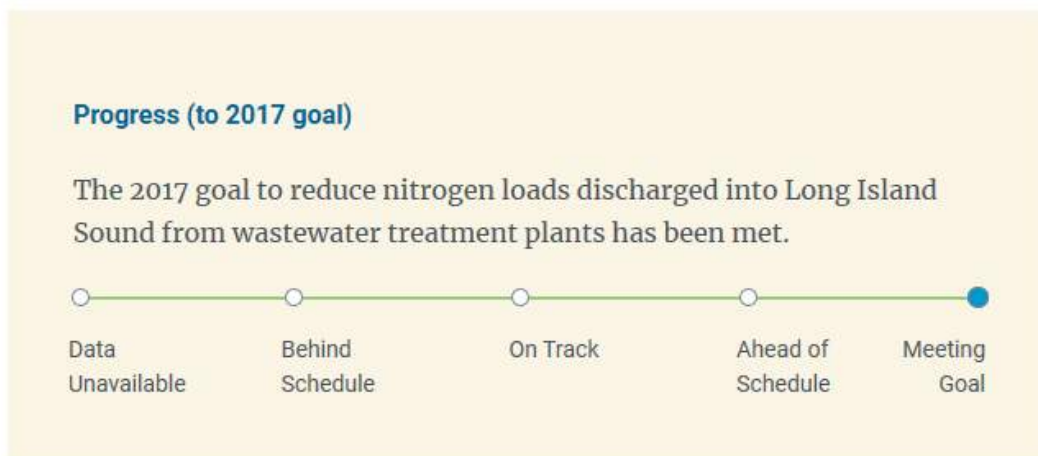 Progress (to 2017 goal)
The 2017 goal to reduce nitrogen loads discharged into Long Island
Sound from wastewater treatment plants has been met.
Data
Unavailable
Behind
Schedule
On Track
Ahead of
Schedule
Meeting
Goal